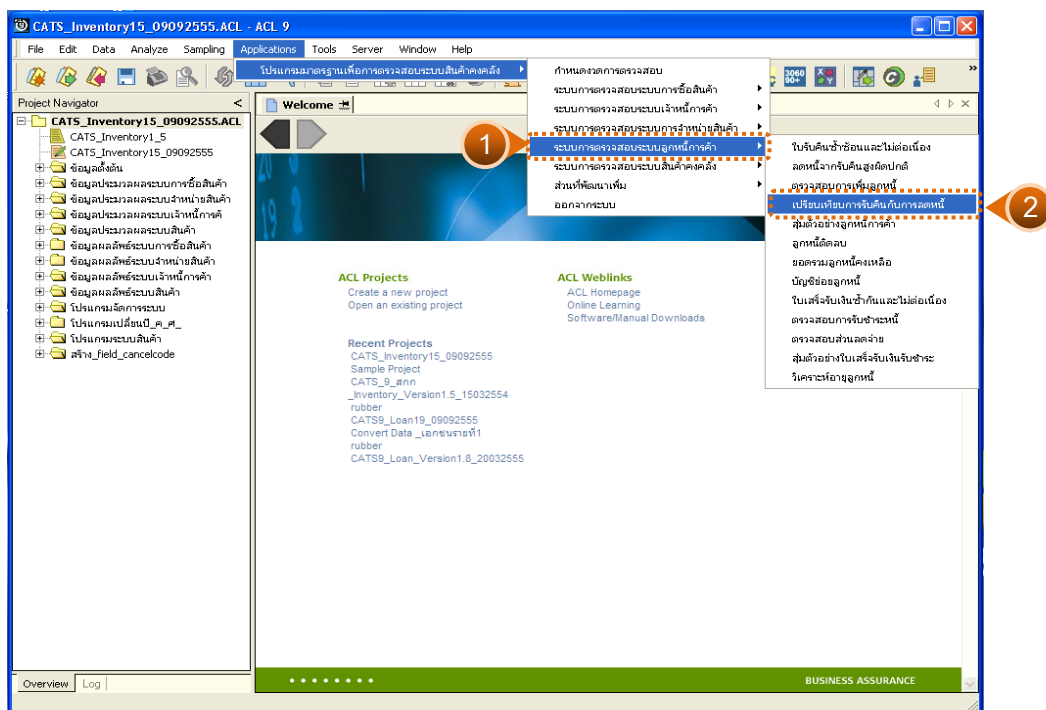 CATS_Inventory15_09092555.ACL - ACL 9
File Edit Data Analyze Sampling Applications Tools Server Window Help
โปรแกรมมาตรฐานเพื่อการตรวจสอบระบบสินค้าคงคลัง
กำหนดงวดการตรวจสอบ
ระบบการตรวจสอบระบบการซื้อสินค้า
ระบบการตรวจสอบระบบเจ้าหนี้การค้า
ระบบการตรวจสอบระบบการจำหน่ายสินค้า
ระบบการตรวจสอบระบบลูกหนี้การค้า
ระบบการตรวจสอบระบบสินค้าคงคลัง
ส่วนที่พัฒนาเพิ่ม
ออกจากระบบ
1
ใบรับคืนซ้ำซ้อนและไม่ต่อเนื่อง
ลดหนี้จากรับคืนสูงผิดปกติ
ตรวจสอบการเพิ่มลูกหนี้
เปรียบเทียบการรับคืนกับการลดหนี้
สุ่มตัวอย่างลูกหนี้การค้า
ลูกหนี้ติดลบ
ยอดรวมลูกหนี้คงเหลือ
บัญชีย่อยลูกหนี้
ใบเสร็จรับเงินซ้ำกันและไม่ต่อเนื่อง
ตรวจสอบการรับชำระหนี้
ตรวจสอบส่วนลดจ่าย
สุ่มตัวอย่างใบเสร็จรับเงินรับชำระ
วิเคราะห์อายุลูกหนี้
2
3060
90+
Project Navigator
Welcome
CATS_Inventory15_09092555.ACL
CATS_Inventory1_5
CATS_Inventory15_09092555
ข้อมูลตั้งต้น
ข้อมูลประมวลผลระบบการซื้อสินค้า
ข้อมูลประมวลผลระบบจำหน่ายสินค้า
ข้อมูลประมวลผลระบบเจ้าหนี้การค้
ข้อมูลประมวลผลระบบสินค้า
ข้อมูลผลลัพธ์ระบบการซื้อสินค้า
ข้อมูลผลลัพธ์ระบบจำหน่ายสินค้า
ข้อมูลผลลัพธ์ระบบเจ้าหนี้การค้า
ข้อมูลผลลัพธ์ระบบสินค้า
โปรแกรมจัดการระบบ
โปรแกรมเปลี่ยนปี_ค_ศ_
โปรแกรมระบบสินค้า
สร้าง_field_cancelcode
ACL Projects
Create a new project
Open an existing project
Recent Projects
CATS_Inventory15_09092555
Sample Project
CATS_9_สกก
_Inventory_Version1.5_15032554
rubber
CATS9_Loan19_09092555
Convert Data _เอกชนรายที่1
rubber
CATS9_Loan_Version1.8_20032555
ACL Weblinks
ACL Homepage
Online Learning
Software/Manual Downloads
Overview Log
BUSINESS ASSURANCE